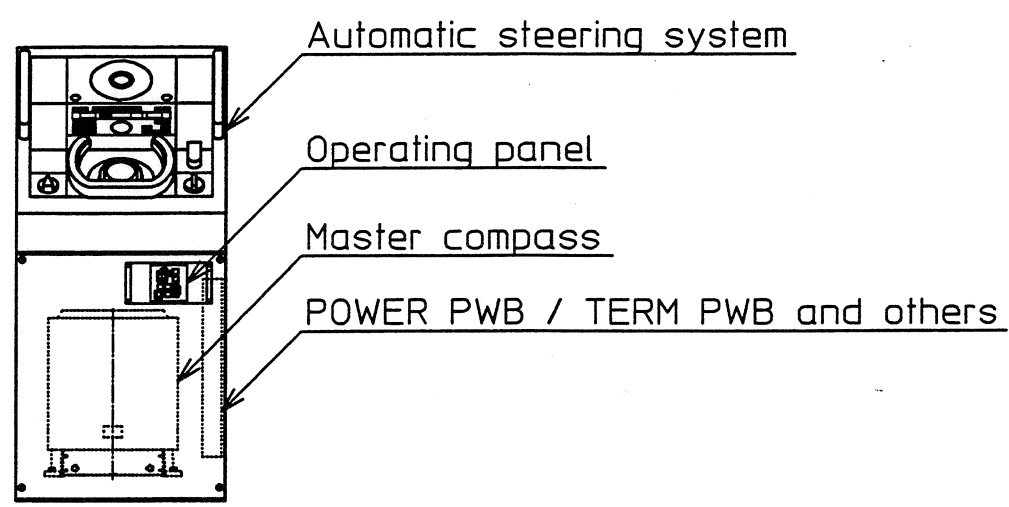 Automatic steering system
Operating panel
Master compass
POWER PWB / TERM PWB and others